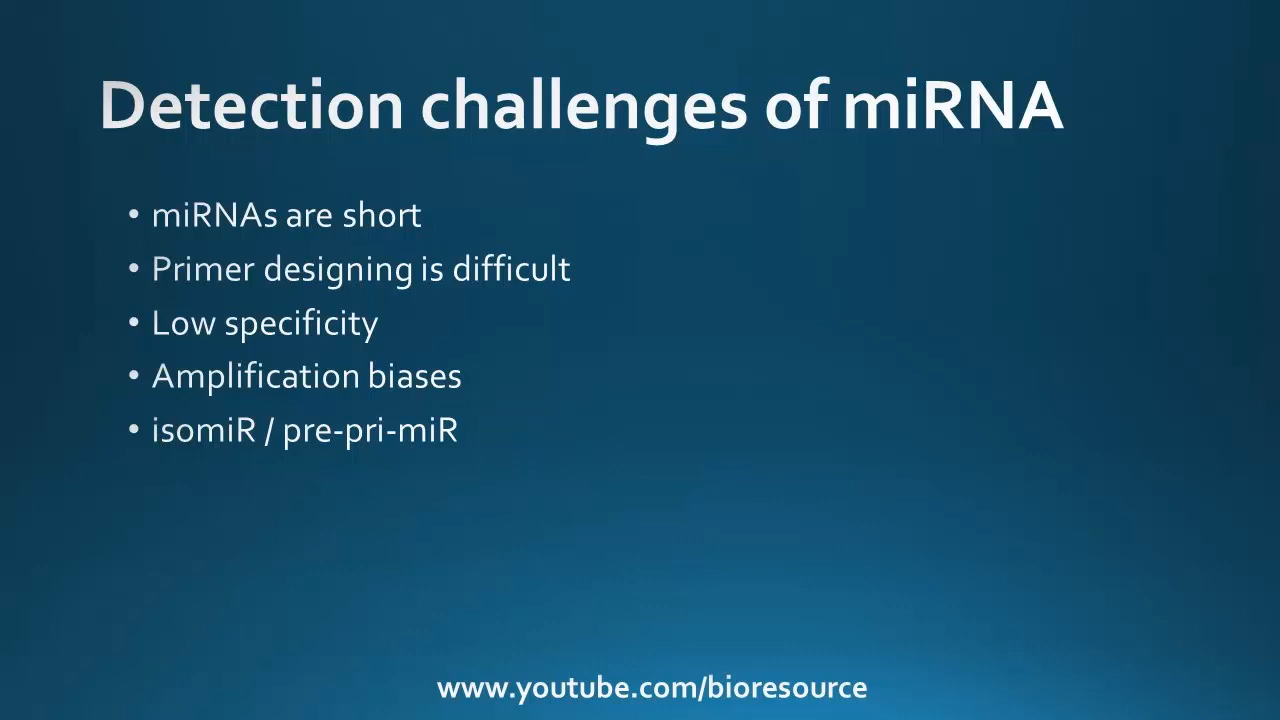 Detection challenges of miRNA
• miRNAs are short
• Primer designing is difficult
• Low specificity
• Amplification biases
• isomiR / pre-pri-miR
www.youtube.com/bioresource